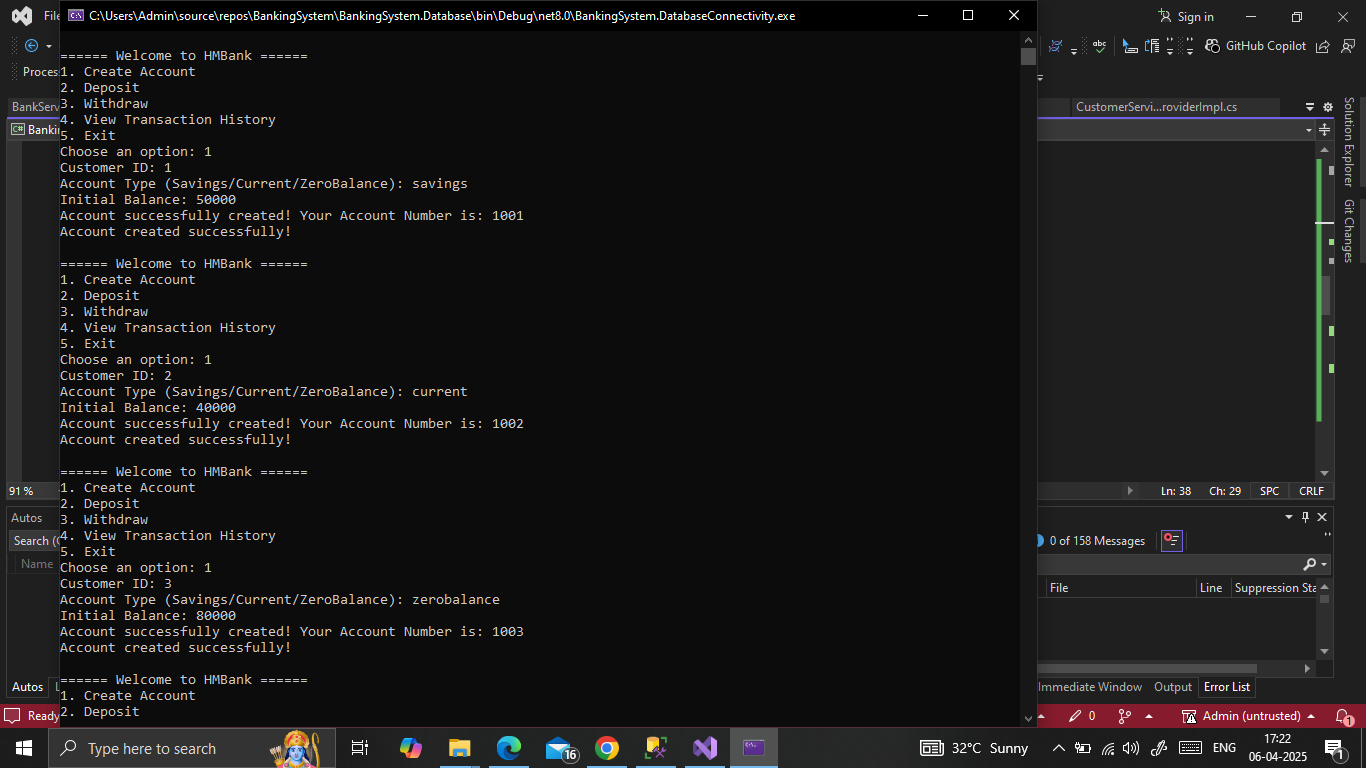 C:\Users\Admin\source\repos\BankingSystem\BankingSystem.Database\bin\Debug\net8.0\BankingSystem.DatabaseConnectivity.exe
Sign in
GitHub Copilot
CustomerServi...roviderImpl.cs
====== Welcome to HMBank ======
1. Create Account
2. Deposit
3. Withdraw
4. View Transaction History
5. Exit
Choose an option: 1
Customer ID: 1
Account Type (Savings/Current/ZeroBalance): savings
Initial Balance: 50000
Account successfully created! Your Account Number is: 1001
Account created successfully!
====== Welcome to HMBank ======
1. Create Account
2. Deposit
3. Withdraw
4. View Transaction History
5. Exit
Choose an option: 1
Customer ID: 2
Account Type (Savings/Current/ZeroBalance): current
Initial Balance: 40000
Account successfully created! Your Account Number is: 1002
Account created successfully!
====== Welcome to HMBank ======
1. Create Account
2. Deposit
3. Withdraw
4. View Transaction History
5. Exit
Choose an option: 1
Customer ID: 3
Account Type (Savings/Current/ZeroBalance): zerobalance
Initial Balance: 80000
Account successfully created! Your Account Number is: 1003
Account created successfully!
====== Welcome to HMBank ======
1. Create Account
2. Deposit
Solution Explorer
Git Changes
91 %
Ln: 38 Ch: 29 SPC CRLF
Autos
Search
Name
0 of 158 Messages
File Line Suppression Sta
Autos
Immediate Window Output Error List
Ready
0
Admin (untrusted)
1
Type here to search
16
32°C Sunny
ENG
17:22
06-04-2025
1